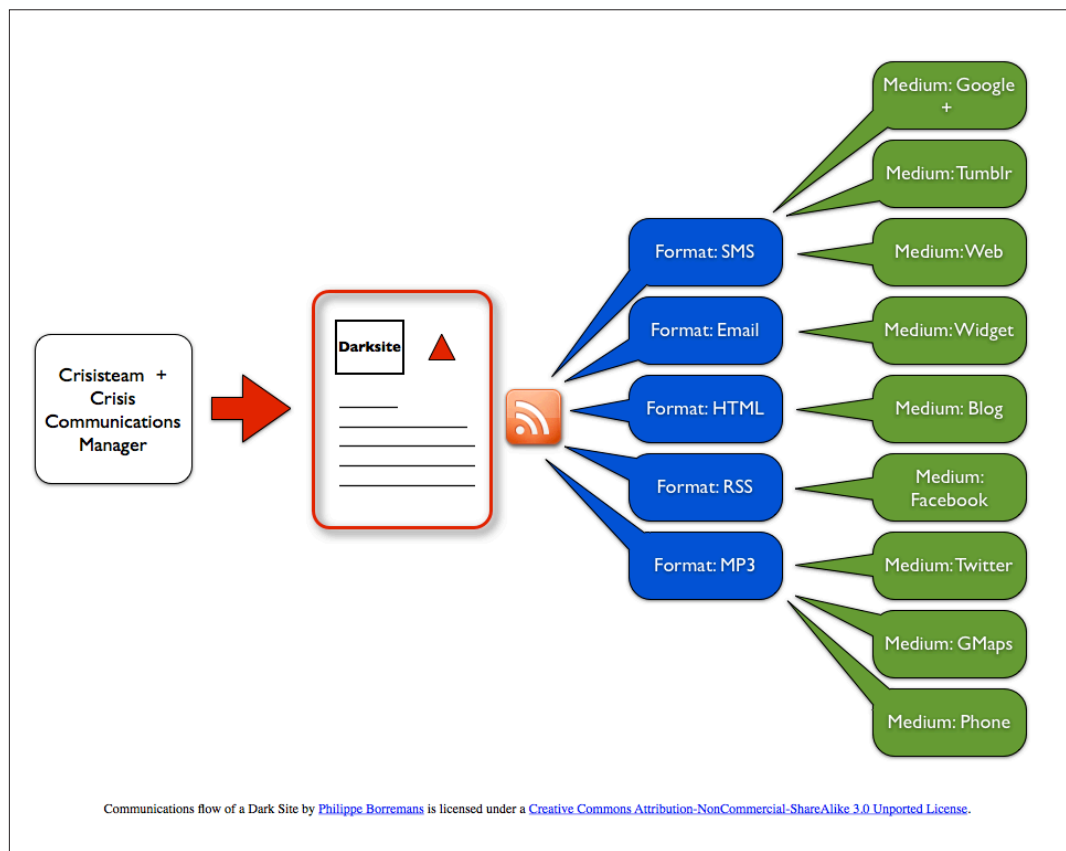 Crisisteam +
Crisis
Communications
Manager
Darksite
Format: SMS
Format: Email
Format: HTML
Format: RSS
Format: MP3
Medium: Google
+
Medium: Tumblr
Medium: Web
Medium: Widget
Medium: Blog
Medium:
Facebook
Medium: Twitter
Medium: GMaps
Medium: Phone
Communications flow of a Dark Site by Philippe Borremans is licensed under a Creative Commons Attribution-NonCommercial-ShareAlike 3.0 Unported License.